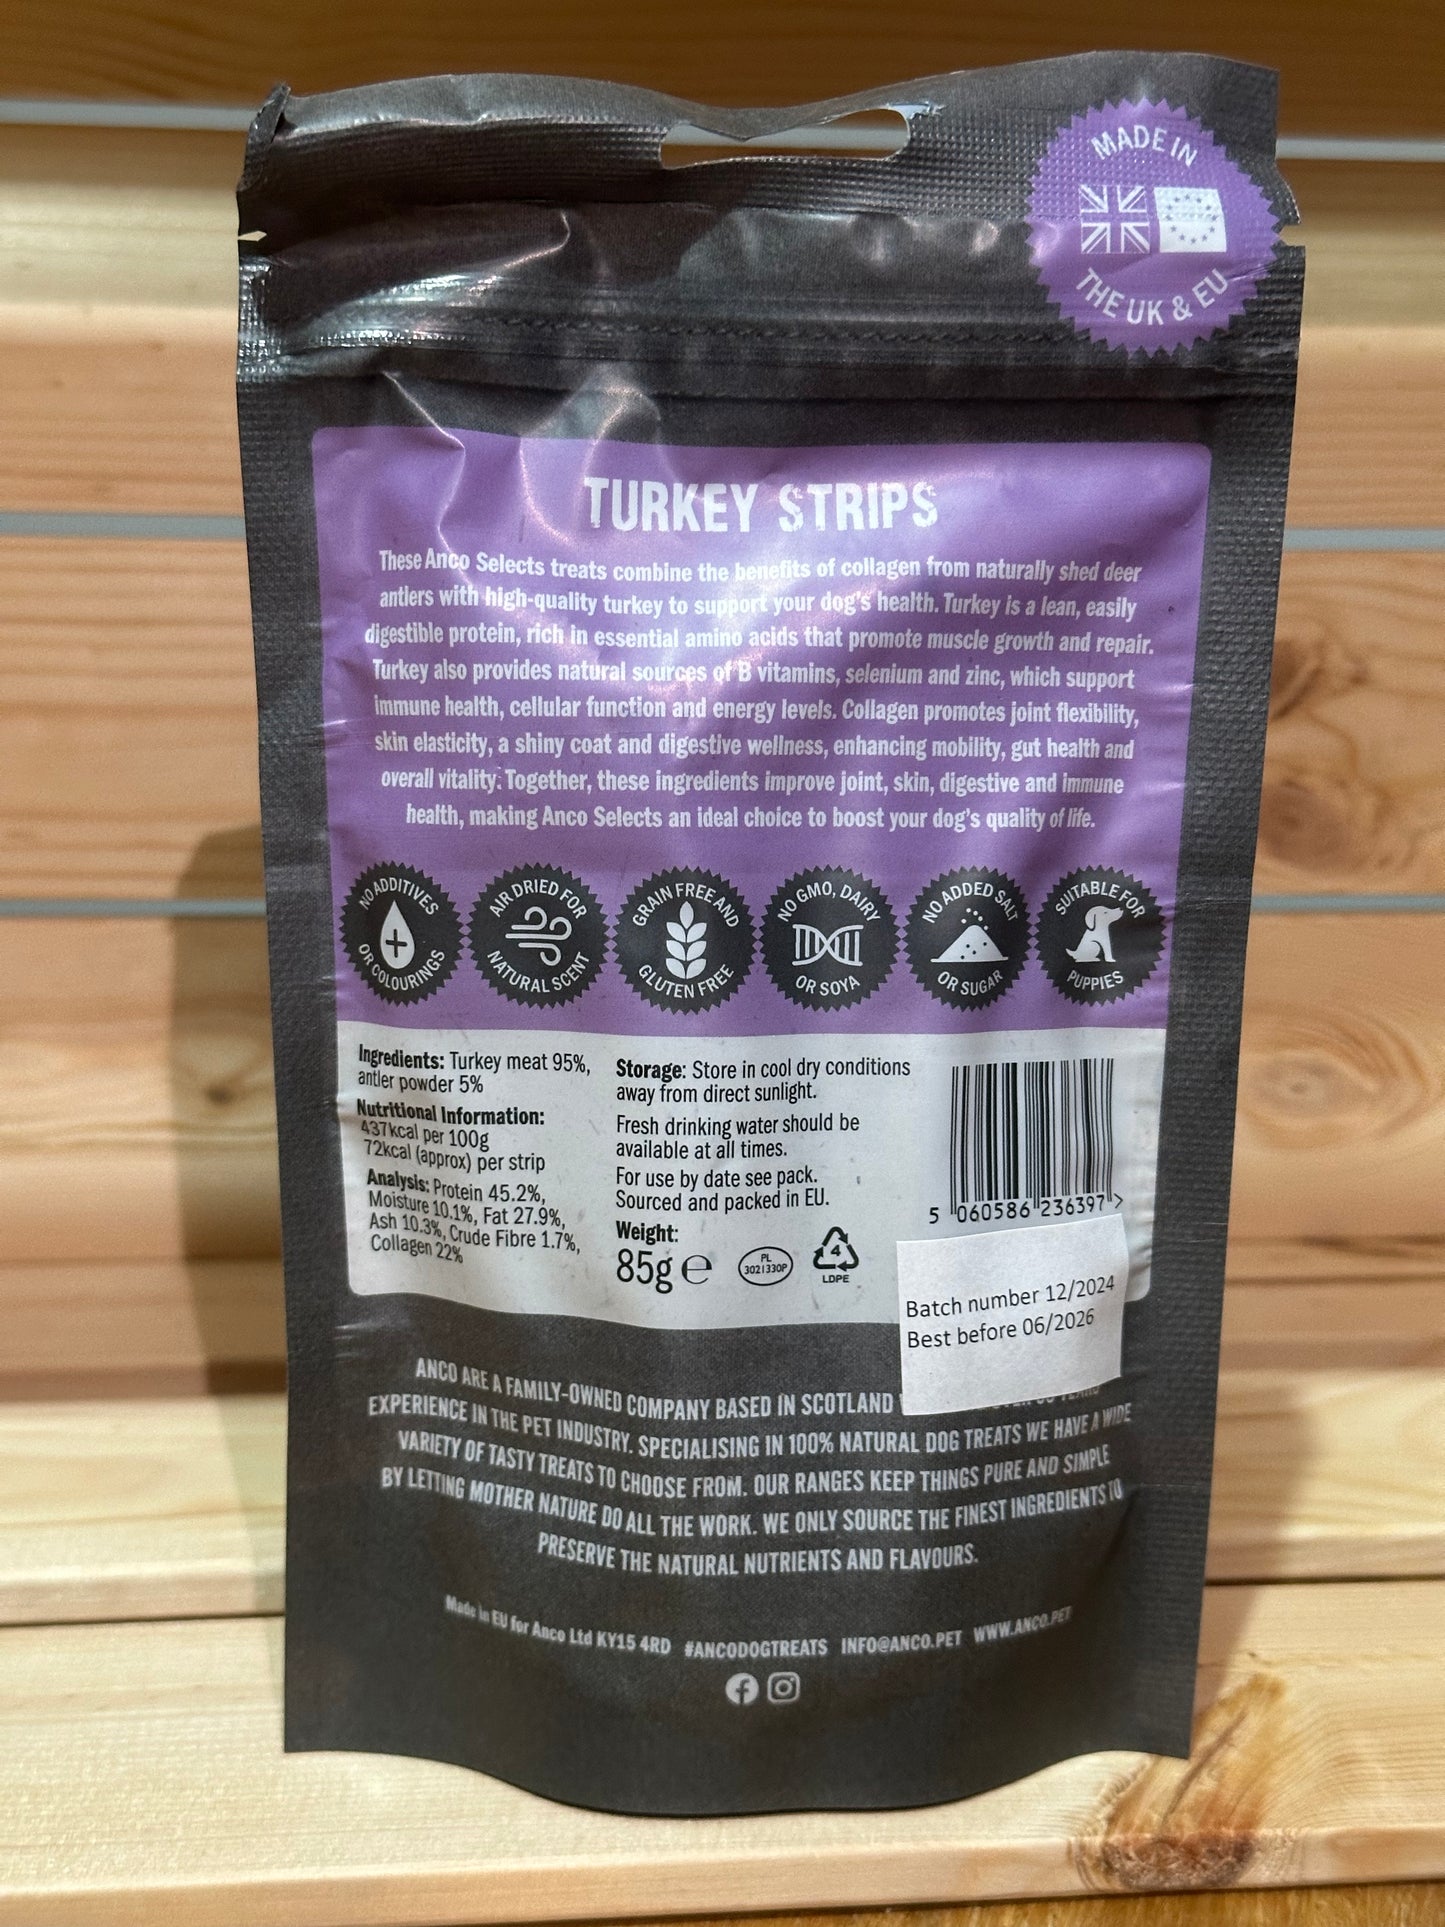 MADE IN
THE UK & EU
TURKEY STRIPS
These Anco Selects treats combine the benefits of collagen from naturally shed deer
antlers with high-quality turkey to support your dog's health. Turkey is a lean, easily
digestible protein, rich in essential amino acids that promote muscle growth and repair.
Turkey also provides natural sources of B vitamins, selenium and zinc, which support
immune health, cellular function and energy levels. Collagen promotes joint flexibility,
skin elasticity, a shiny coat and digestive wellness, enhancing mobility, gut health and
overall vitality. Together, these ingredients improve joint, skin, digestive and immune
health, making Anco Selects an ideal choice to boost your dog's quality of life.
NO ADDITIVES
OR COLOURINGS
AIR DRIED FOR
NATURAL SCENT
GRAIN FREE AND
GLUTEN FREE
NO GMO, DAIRY
OR SOYA
NO ADDED SALT
OR SUGAR
SUITABLE FOR
PUPPIES
Ingredients: Turkey meat 95%,
antler powder 5%
Nutritional Information:
437kcal per 100g
72kcal (approx) per strip
Analysis: Protein 45.2%,
Moisture 10.1%, Fat 27.9%,
Ash 10.3%, Crude Fibre 1.7%,
Collagen 22%
Storage: Store in cool dry conditions
away from direct sunlight.
Fresh drinking water should be
available at all times.
For use by date see pack.
Sourced and packed in EU.
Weight:
85g e
PL
3021330P
4
LDPE
5 060586 236397 >
Batch number 12/2024
Best before 06/2026
ANCO ARE A FAMILY-OWNED COMPANY BASED IN SCOTLAND
EXPERIENCE IN THE PET INDUSTRY. SPECIALISING IN 100% NATURAL DOG TREATS WE HAVE A WIDE
VARIETY OF TASTY TREATS TO CHOOSE FROM. OUR RANGES KEEP THINGS PURE AND SIMPLE
BY LETTING MOTHER NATURE DO ALL THE WORK. WE ONLY SOURCE THE FINEST INGREDIENTS TO
PRESERVE THE NATURAL NUTRIENTS AND FLAVOURS.
Made in EU for Anco Ltd KY15 4RD #ANCODOGTREATS INFO@ANCO.PET WWW.ANCO.PET